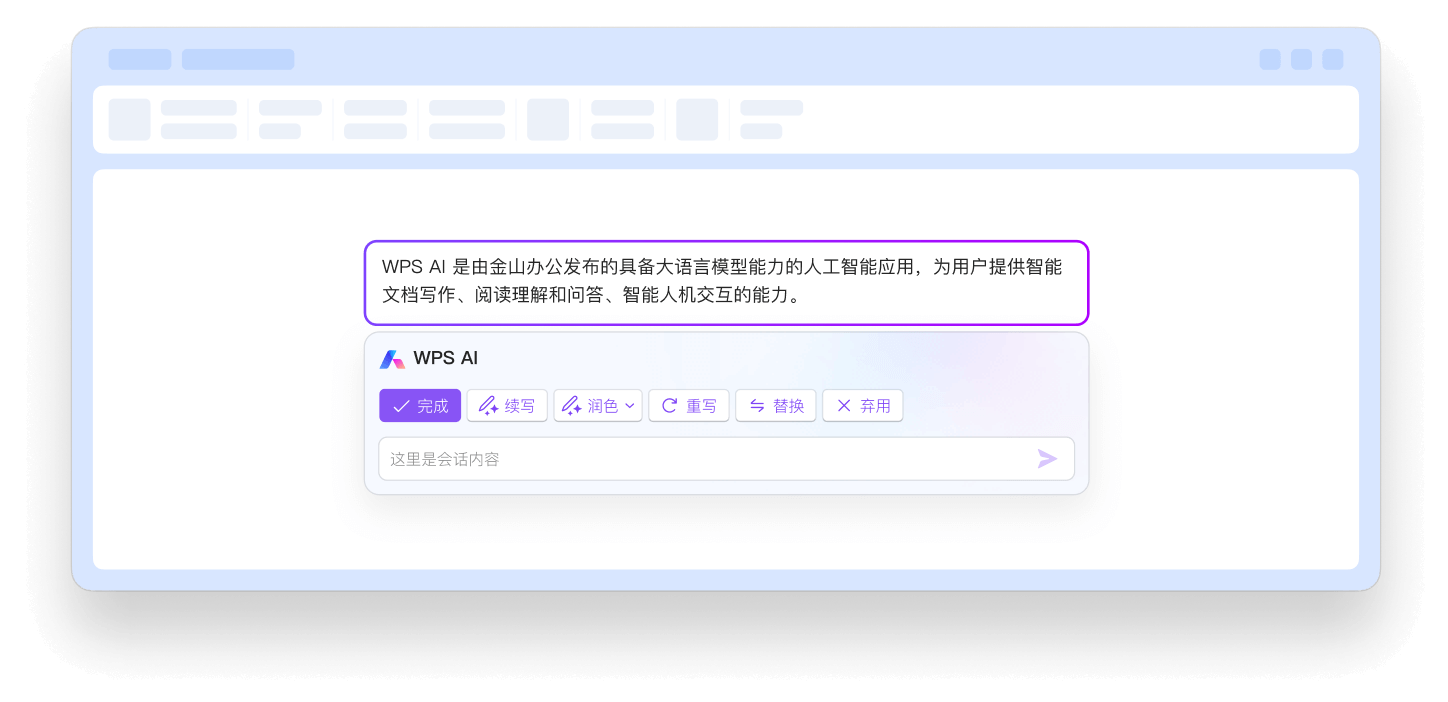 WPS AI 是由金山办公发布的具备大语言模型能力的人工智能应用，为用户提供智能
文档写作、阅读理解和问答、智能人机交互的能力。
WPS AI
完成 续写 润色 重写 替换 弃用
这里是会话内容